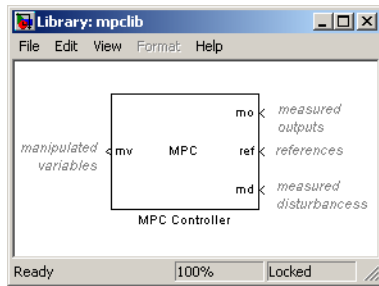 Library: mpclib
File Edit View Format Help
mo
measured
outputs
manipulated
variables
mv
MPC
ref
references
md
measured
disturbancess
MPC Controller
Ready 100% Locked